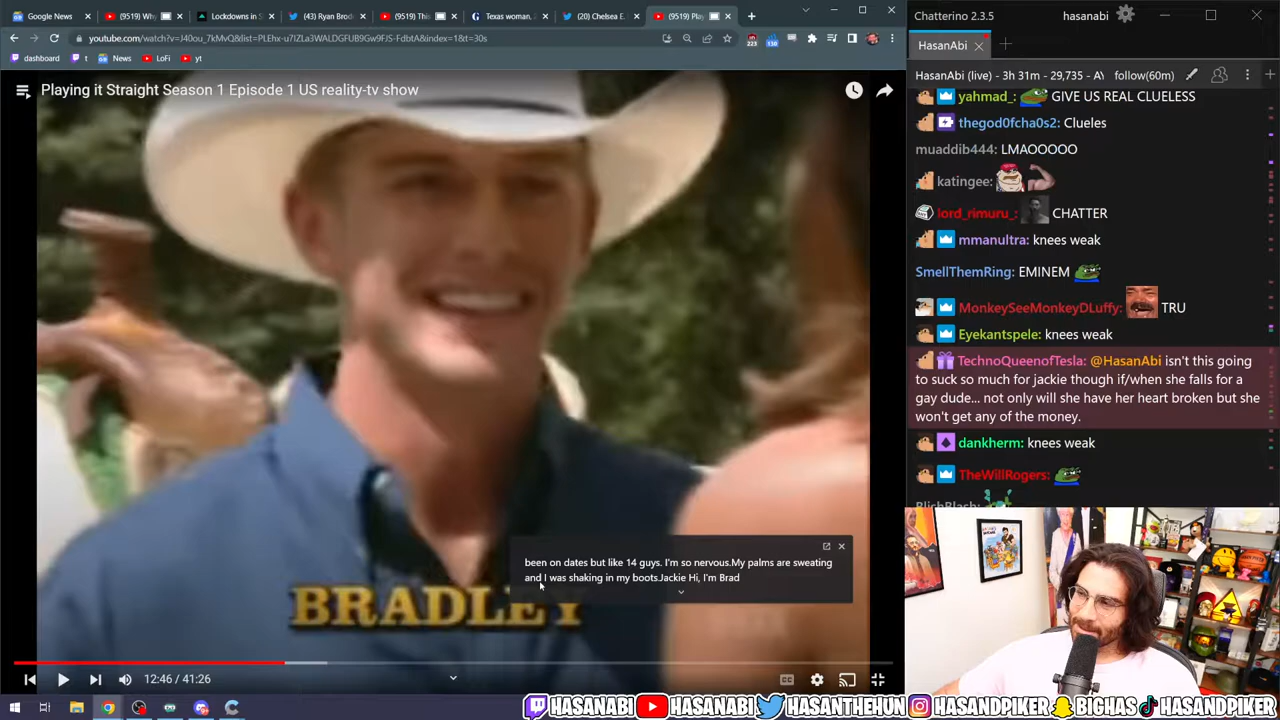 Google News
(9519) Why
Lockdowns in S
(43) Ryan Brod
(9519) This
Texas woman,
(20) Chelsea E
(9519) Play
youtube.com/watch?v=J40ou_7kMvQ&list=PLEhx-u7lZLa3WALDGFUB9Gw9FJS-FdbtA&index=1&t=30s
dashboard
t
News
LoFi
yt
Playing it Straight Season 1 Episode 1 US reality-tv show
BRADLEY
been on dates but like 14 guys. I'm so nervous.My palms are sweating
and I was shaking in my boots.Jackie Hi, I'm Brad
12:46 / 41:26
Chatterino 2.3.5
hasanabi
HasanAbi
HasanAbi (live) - 3h 31m - 29,735 - A\
follow(60m)
yahmad_: GIVE US REAL CLUELESS
thegod0fcha0s2: Clueles
muaddib444: LMAOOOOO
katingee:
lord_rimuru_: CHATTER
mmanultra: knees weak
SmellThemRing: EMINEM
MonkeySeeMonkeyDLuffy: TRU
Eyekantspele: knees weak
TechnoQueenofTesla: @HasanAbi isn't this going
to suck so much for jackie though if/when she falls for a
gay dude... not only will she have her heart broken but she
won't get any of the money.
dankherm: knees weak
TheWillRogers:
BlishBlash:
HASANABI
HASANABI
HASANTHEHUN
HASANDPIKER
BIGHAS
HASANDPIKER